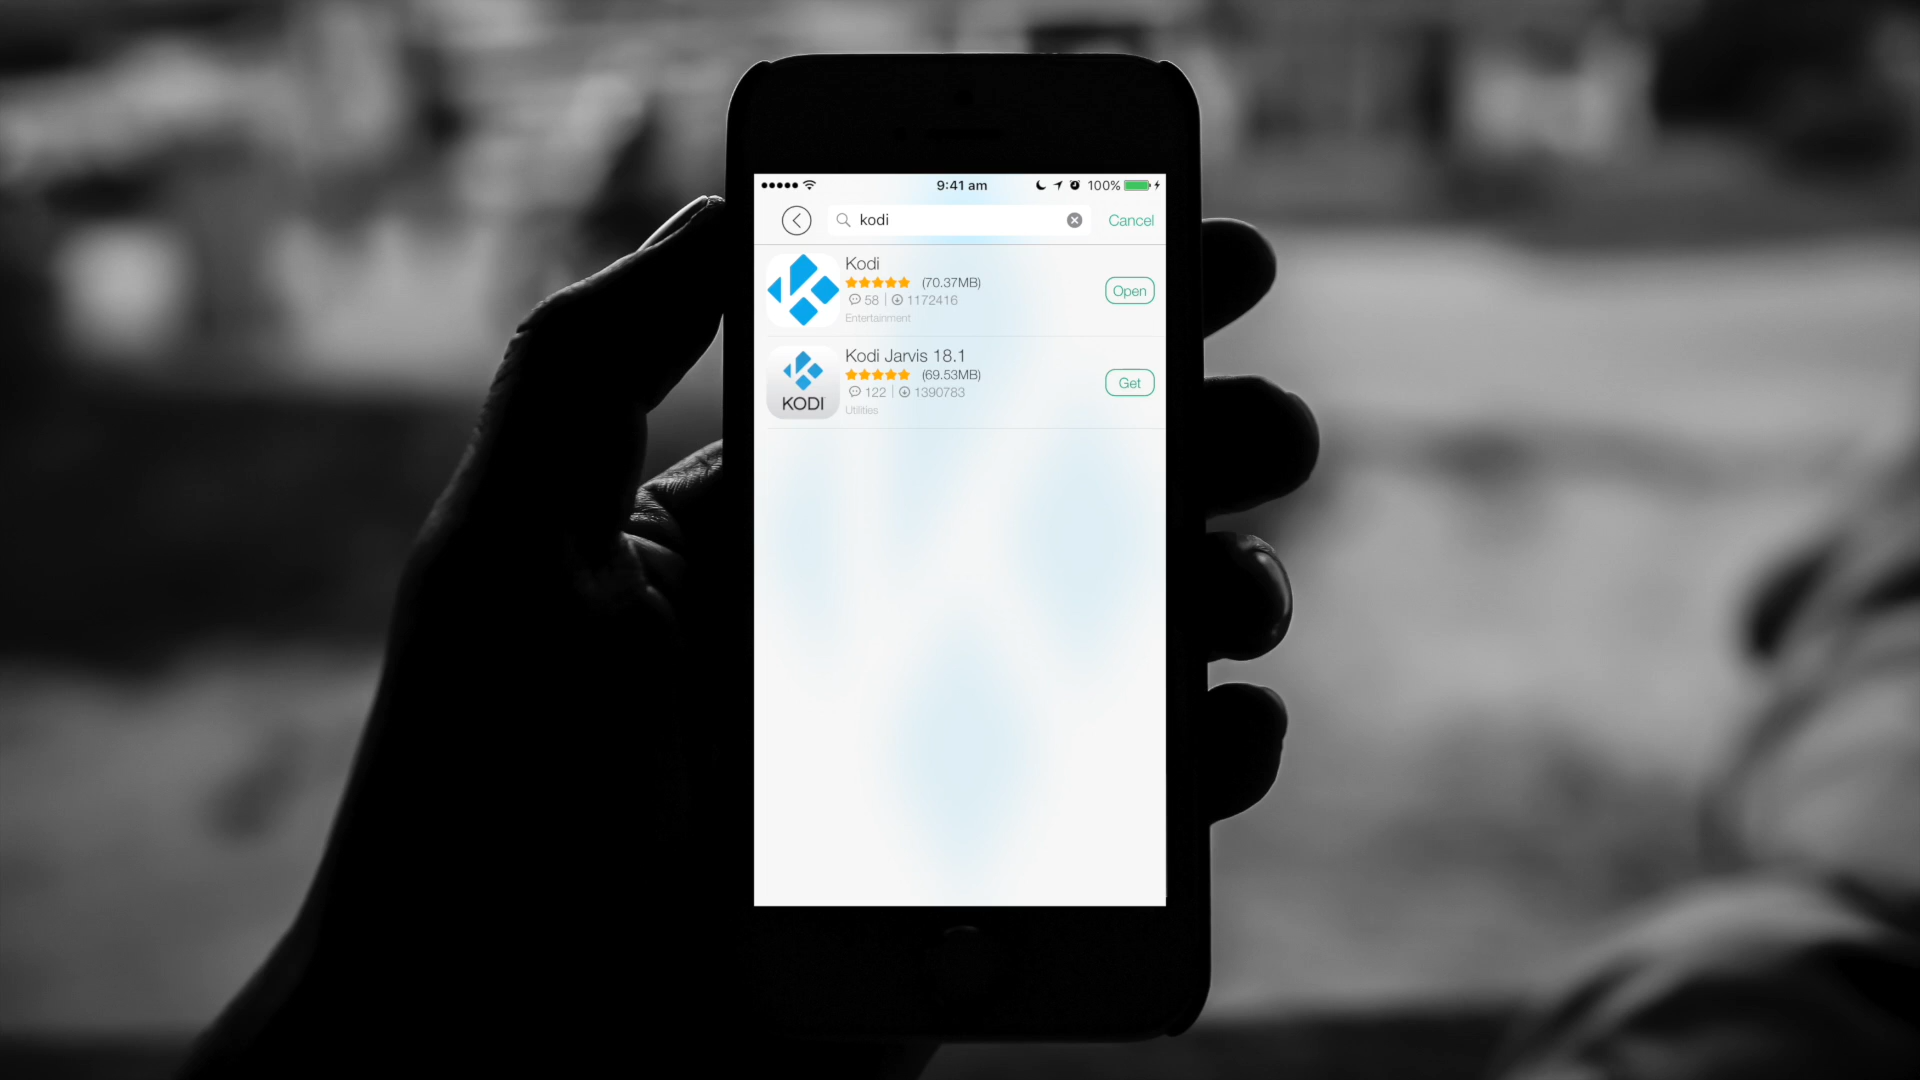 9:41 am 100%
kodi Cancel
Kodi
(70.37MB)
58 | 1172416
Entertainment
Open
Kodi Jarvis 18.1
(69.53MB)
122 | 1390783
Utilities
Get
KODI